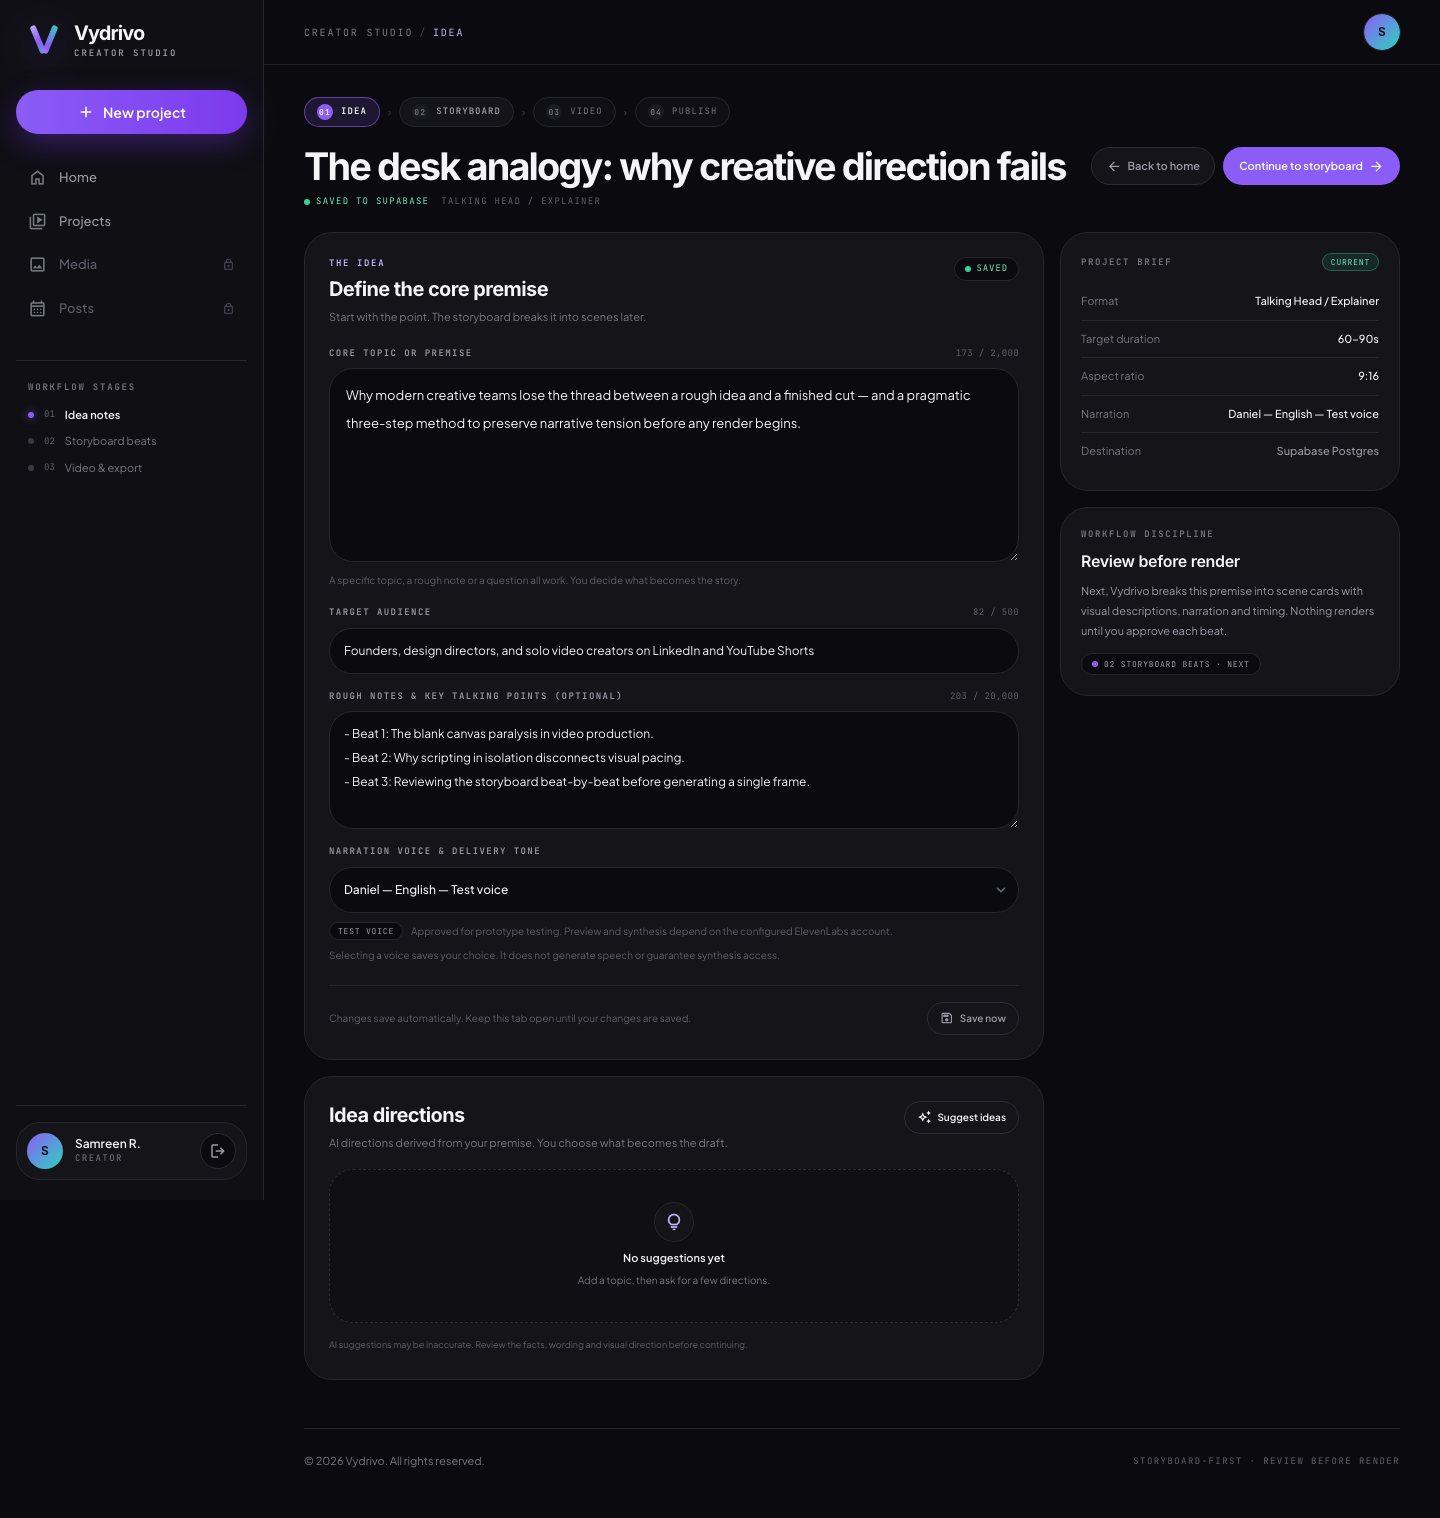 Vydrivo
CREATOR STUDIO
New project
Home
Projects
Media
Posts
WORKFLOW STAGES
01 Idea notes
02 Storyboard beats
03 Video & export
S
Samreen R.
CREATOR
CREATOR STUDIO / IDEA
S
01 IDEA › 02 STORYBOARD › 03 VIDEO › 04 PUBLISH
The desk analogy: why creative direction fails
Back to home
Continue to storyboard
SAVED TO SUPABASE TALKING HEAD / EXPLAINER
THE IDEA
SAVED
Define the core premise
Start with the point. The storyboard breaks it into scenes later.
CORE TOPIC OR PREMISE 173 / 2,000
Why modern creative teams lose the thread between a rough idea and a finished cut — and a pragmatic
three-step method to preserve narrative tension before any render begins.
A specific topic, a rough note or a question all work. You decide what becomes the story.
TARGET AUDIENCE 82 / 500
Founders, design directors, and solo video creators on LinkedIn and YouTube Shorts
ROUGH NOTES & KEY TALKING POINTS (OPTIONAL) 203 / 20,000
- Beat 1: The blank canvas paralysis in video production.
- Beat 2: Why scripting in isolation disconnects visual pacing.
- Beat 3: Reviewing the storyboard beat-by-beat before generating a single frame.
NARRATION VOICE & DELIVERY TONE
Daniel — English — Test voice
TEST VOICE Approved for prototype testing. Preview and synthesis depend on the configured ElevenLabs account.
Selecting a voice saves your choice. It does not generate speech or guarantee synthesis access.
Changes save automatically. Keep this tab open until your changes are saved.
Save now
Idea directions
Suggest ideas
AI directions derived from your premise. You choose what becomes the draft.
No suggestions yet
Add a topic, then ask for a few directions.
AI suggestions may be inaccurate. Review the facts, wording and visual direction before continuing.
PROJECT BRIEF CURRENT
Format Talking Head / Explainer
Target duration 60–90s
Aspect ratio 9:16
Narration Daniel — English — Test voice
Destination Supabase Postgres
WORKFLOW DISCIPLINE
Review before render
Next, Vydrivo breaks this premise into scene cards with
visual descriptions, narration and timing. Nothing renders
until you approve each beat.
02 STORYBOARD BEATS · NEXT
© 2026 Vydrivo. All rights reserved.
STORYBOARD-FIRST · REVIEW BEFORE RENDER